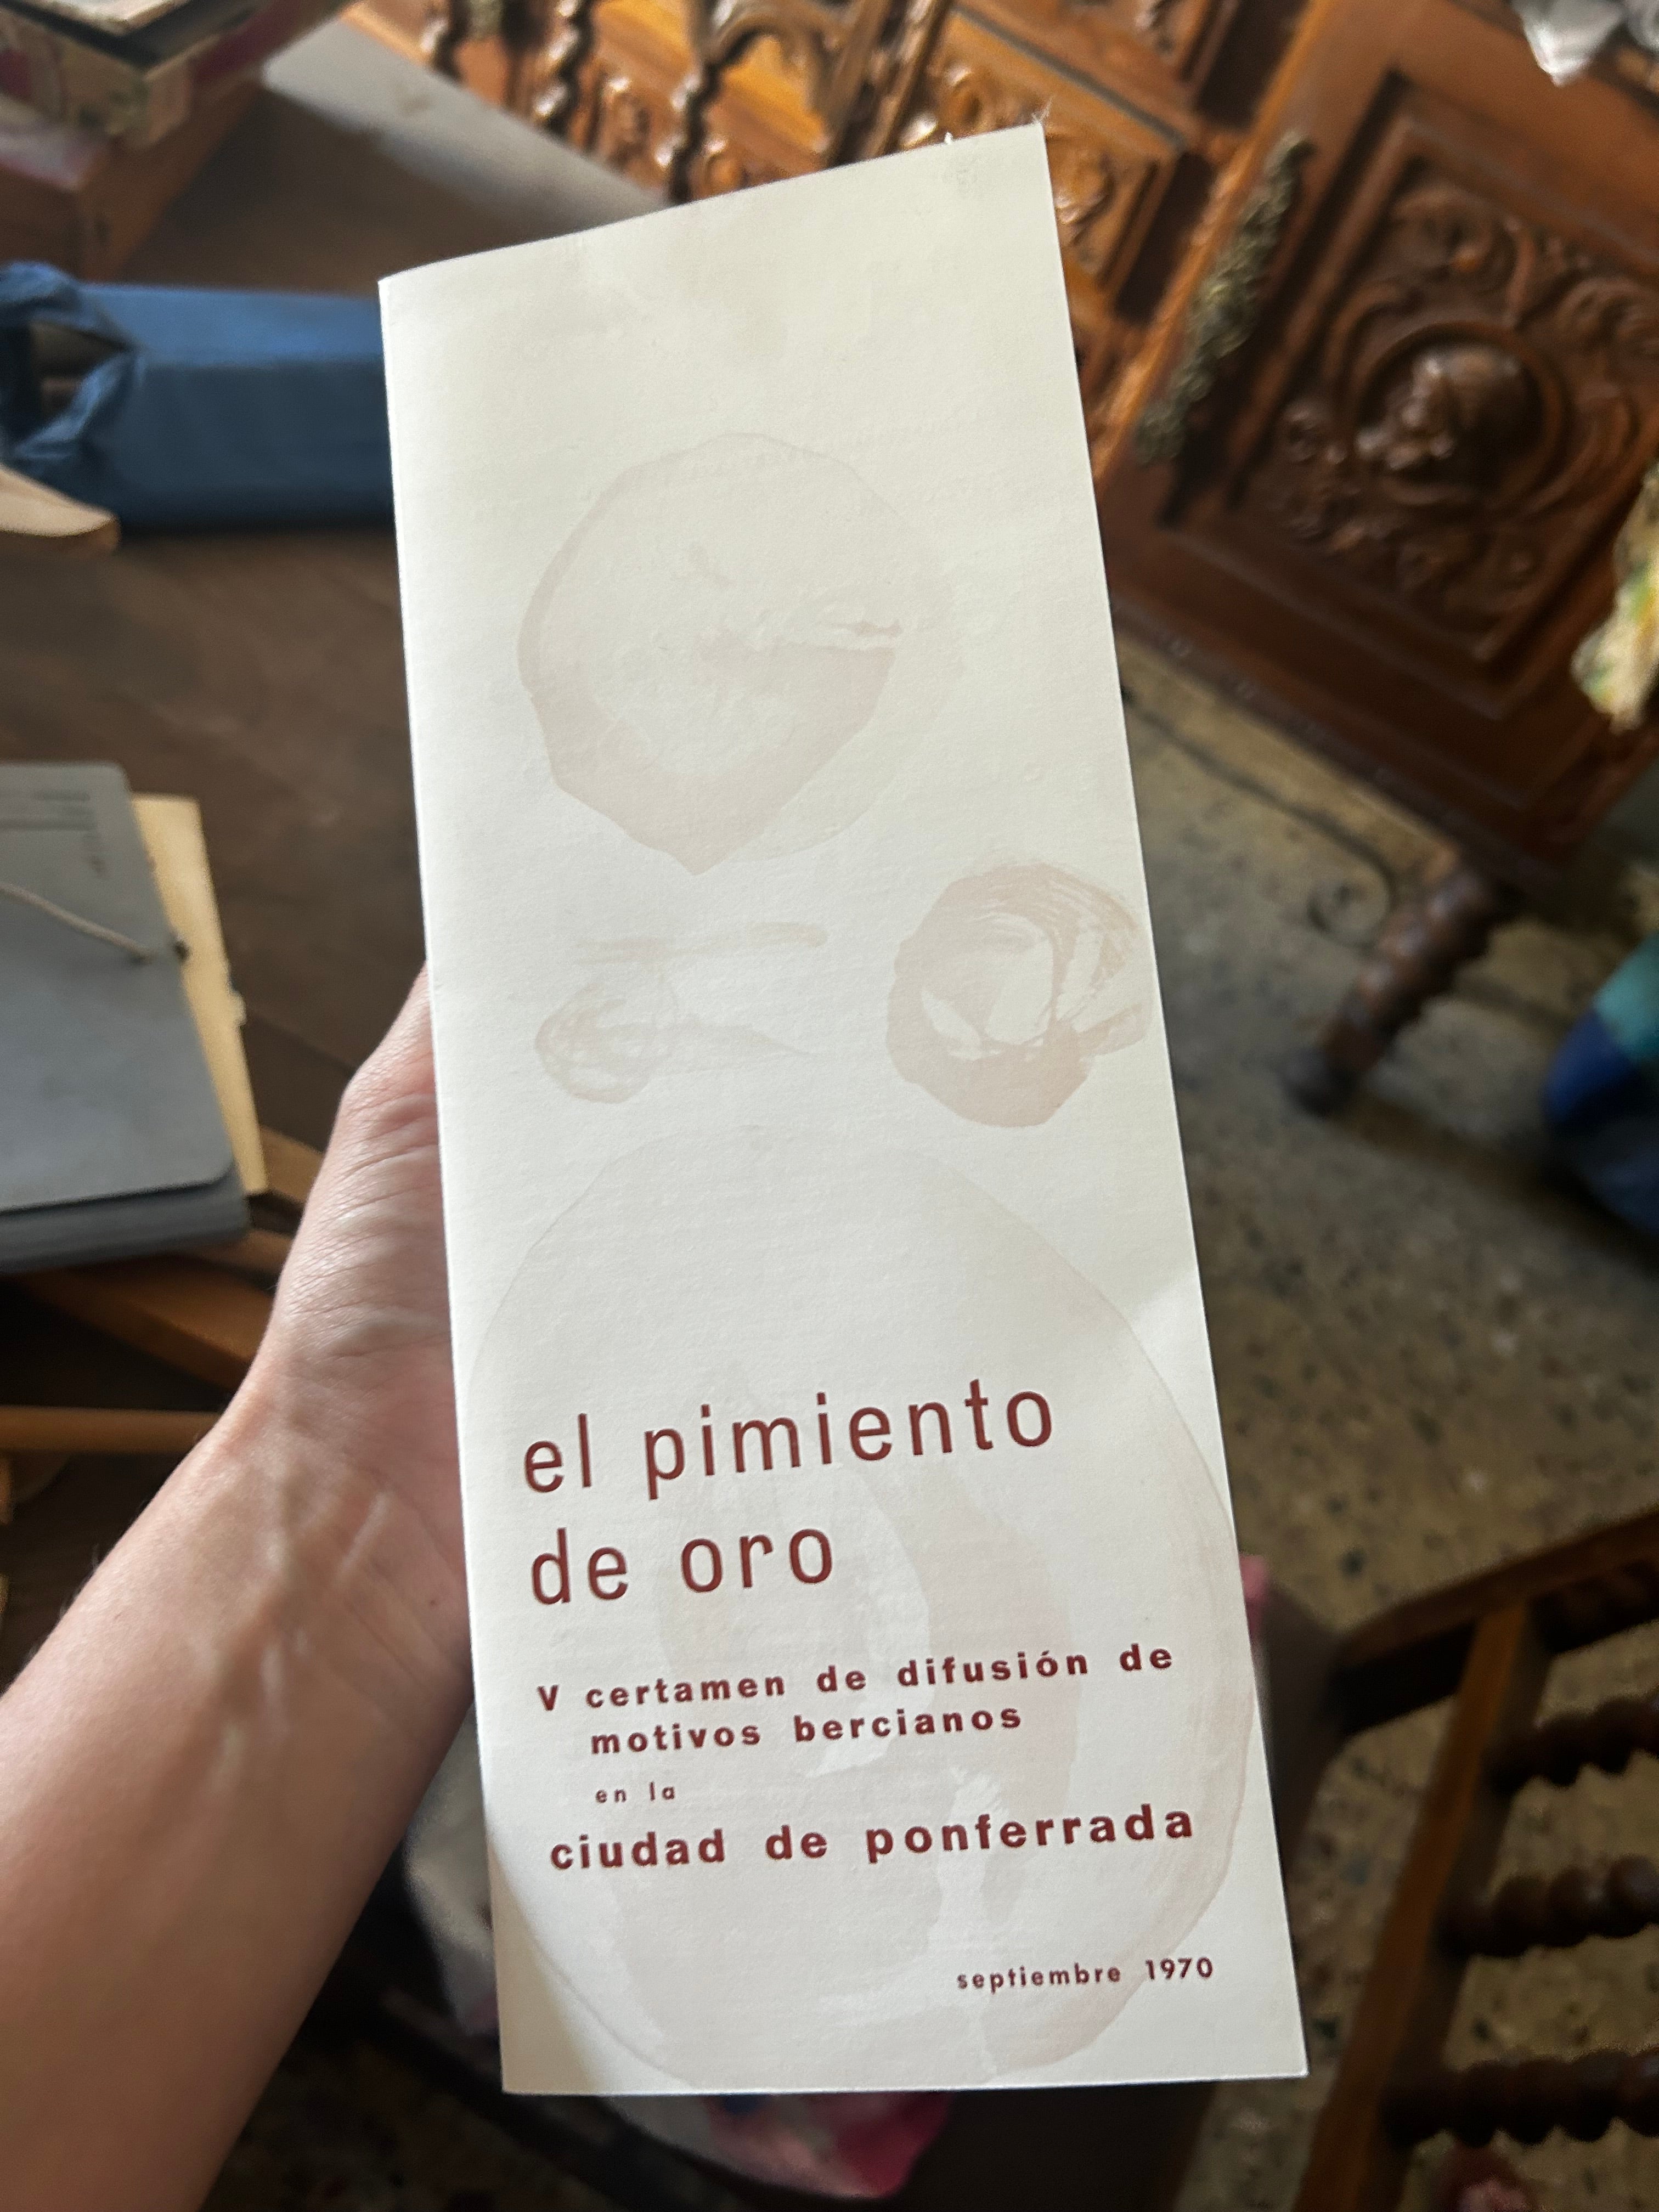 el pimiento
de oro
V certamen de difusión de
motivos bercianos
en la
ciudad de ponferrada
septiembre 1970